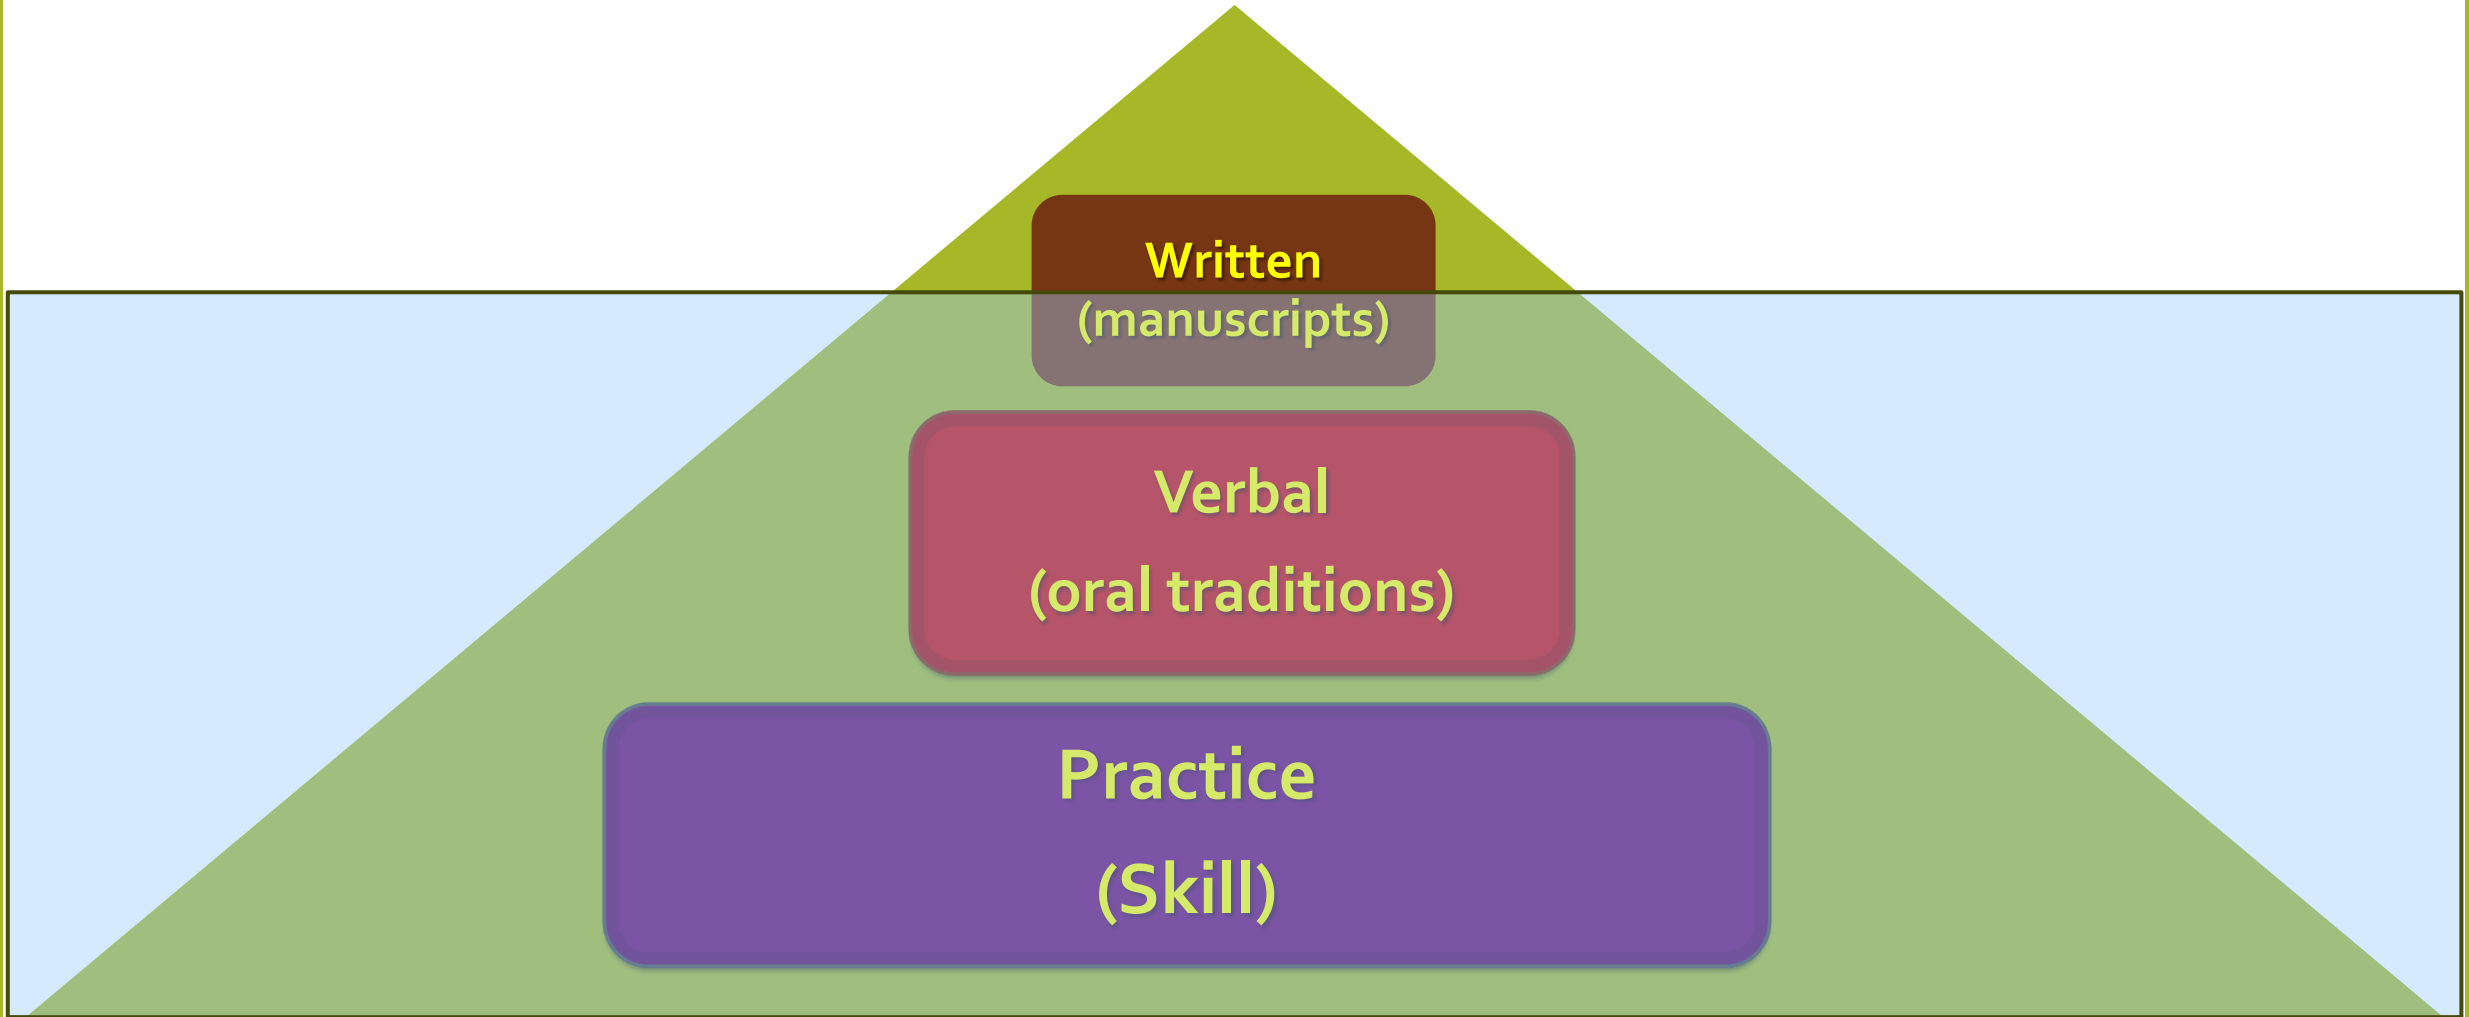 Written
(manuscripts)
Verbal
(oral traditions)
Practice
(Skill)